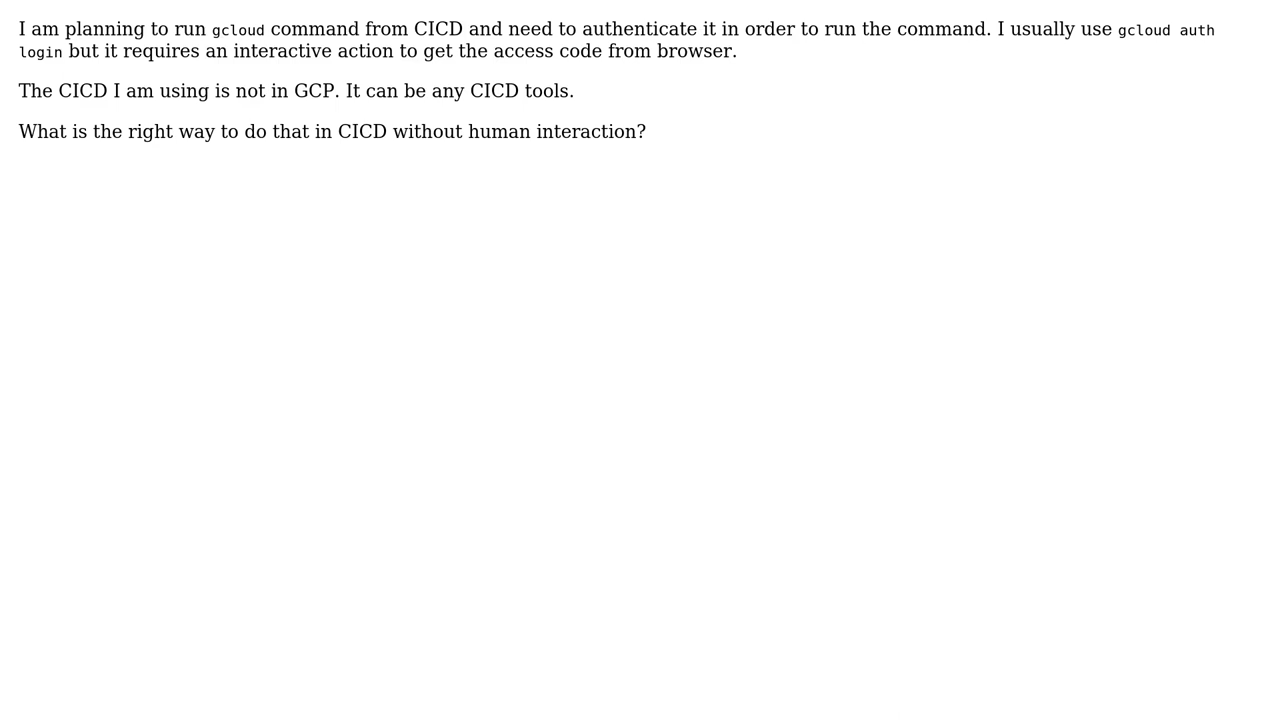 I am planning to run gcloud command from CICD and need to authenticate it in order to run the command. I usually use gcloud auth
login but it requires an interactive action to get the access code from browser.
The CICD I am using is not in GCP. It can be any CICD tools.
What is the right way to do that in CICD without human interaction?